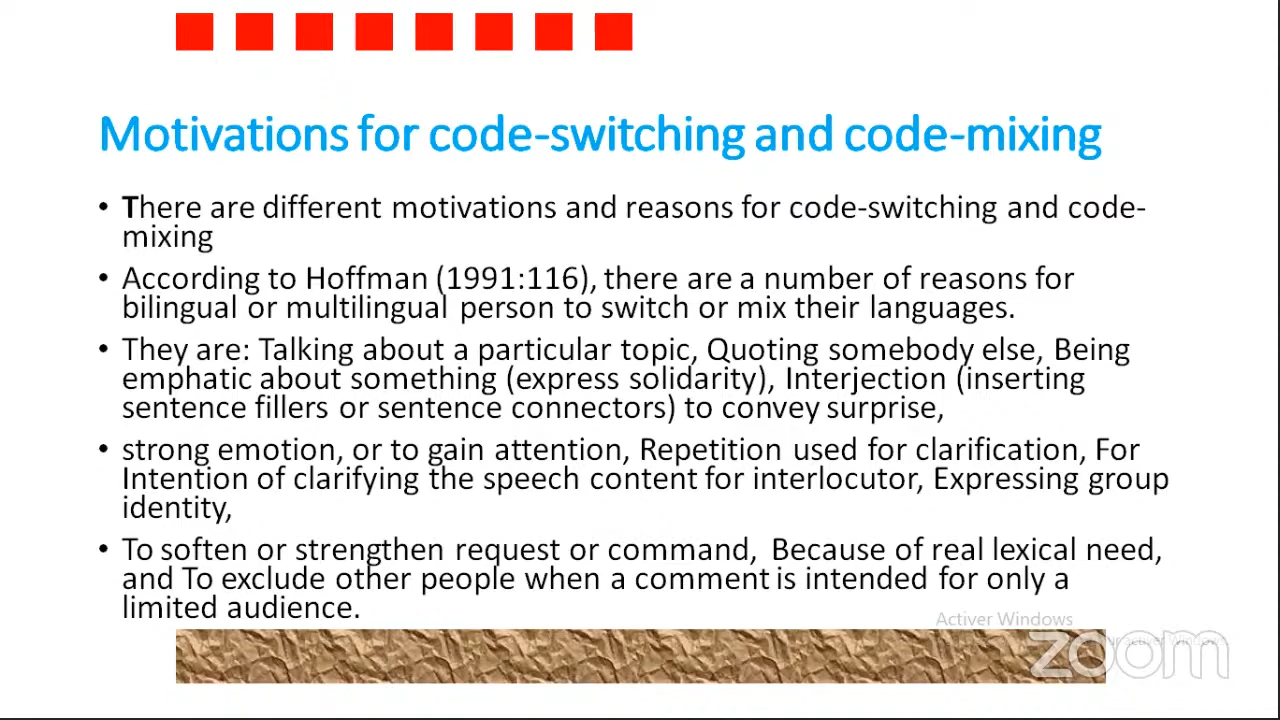 Motivations for code-switching and code-mixing
• There are different motivations and reasons for code-switching and code-
mixing
• According to Hoffman (1991:116), there are a number of reasons for
bilingual or multilingual person to switch or mix their languages.
• They are: Talking about a particular topic, Quoting somebody else, Being
emphatic about something (express solidarity), Interjection (inserting
sentence fillers or sentence connectors) to convey surprise,
• strong emotion, or to gain attention, Repetition used for clarification, For
Intention of clarifying the speech content for interlocutor, Expressing group
identity,
• To soften or strengthen request or command, Because of real lexical need,
and To exclude other people when a comment is intended for only a
limited audience.
Activer Windows
zoom